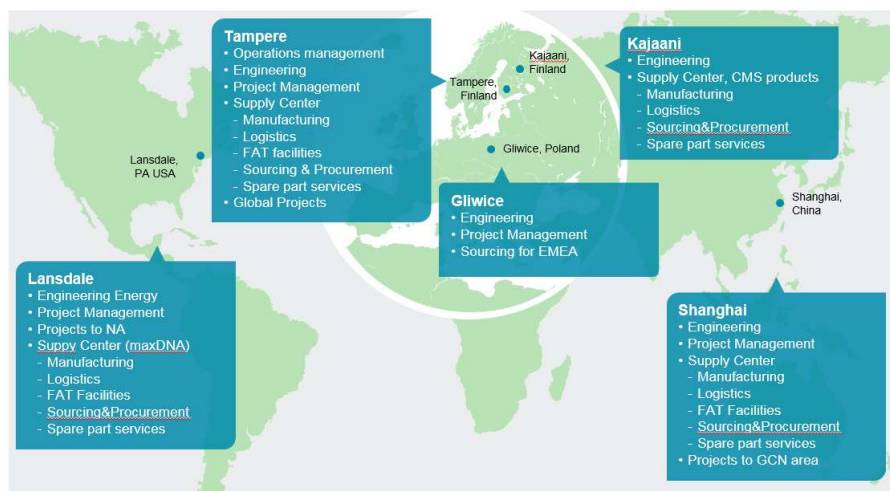 Tampere
• Operations management
• Engineering
• Project Management
• Supply Center
- Manufacturing
- Logistics
- FAT facilities
- Sourcing & Procurement
- Spare part services
• Global Projects
Kajaani,
Finland
Tampere,
Finland
Gliwice, Poland
Kajaani
• Engineering
• Supply Center, CMS products
- Manufacturing
- Logistics
- Sourcing&Procurement
- Spare part services
Lansdale,
PA USA
Shanghai,
China
Gliwice
• Engineering
• Project Management
• Sourcing for EMEA
Lansdale
• Engineering Energy
• Project Management
• Projects to NA
• Suppy Center (maxDNA)
- Manufacturing
- Logistics
- FAT Facilities
- Sourcing&Procurement
- Spare part services
Shanghai
• Engineering
• Project Management
• Supply Center
- Manufacturing
- Logistics
- FAT Facilities
- Sourcing&Procurement
- Spare part services
• Projects to GCN area